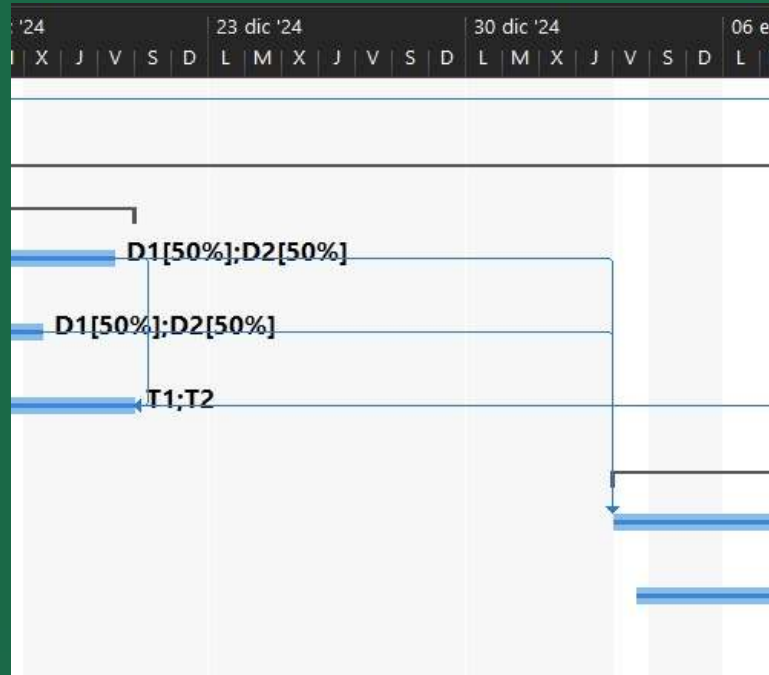 '24 23 dic '24 30 dic '24 06 e
X J V S D L M X J V S D L M X J V S D L
D1[50%];D2[50%]
D1[50%];D2[50%]
T1;T2